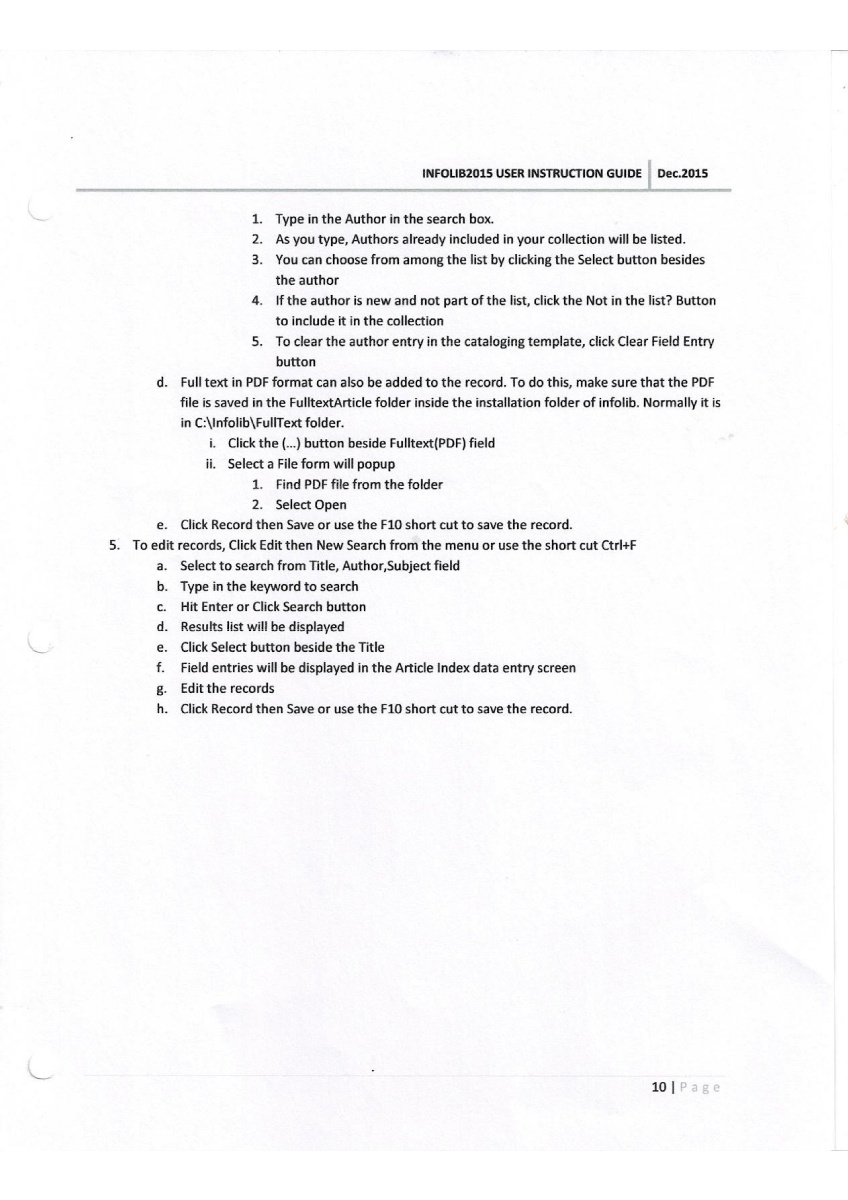 INFOLIB2015 USER INSTRUCTION GUIDE Dec.2015
1. Type in the Author in the search box.
2. As you type, Authors already included in your collection will be listed.
3. You can choose from among the list by clicking the Select button besides
the author
4. If the author is new and not part of the list, click the Not in the list? Button
to include it in the collection
5. To clear the author entry in the cataloging template, click Clear Field Entry
button
d. Full text in PDF format can also be added to the record. To do this, make sure that the PDF
file is saved in the FulltextArticle folder inside the installation folder of infolib. Normally it is
in C:\Infolib\FullText folder.
i. Click the (...) button beside Fulltext(PDF) field
ii. Select a File form will popup
1. Find PDF file from the folder
2. Select Open
e. Click Record then Save or use the F10 short cut to save the record.
5. To edit records, Click Edit then New Search from the menu or use the short cut Ctrl+F
a. Select to search from Title, Author,Subject field
b. Type in the keyword to search
c. Hit Enter or Click Search button
d. Results list will be displayed
e. Click Select button beside the Title
f. Field entries will be displayed in the Article Index data entry screen
g. Edit the records
h. Click Record then Save or use the F10 short cut to save the record.
10 | Page